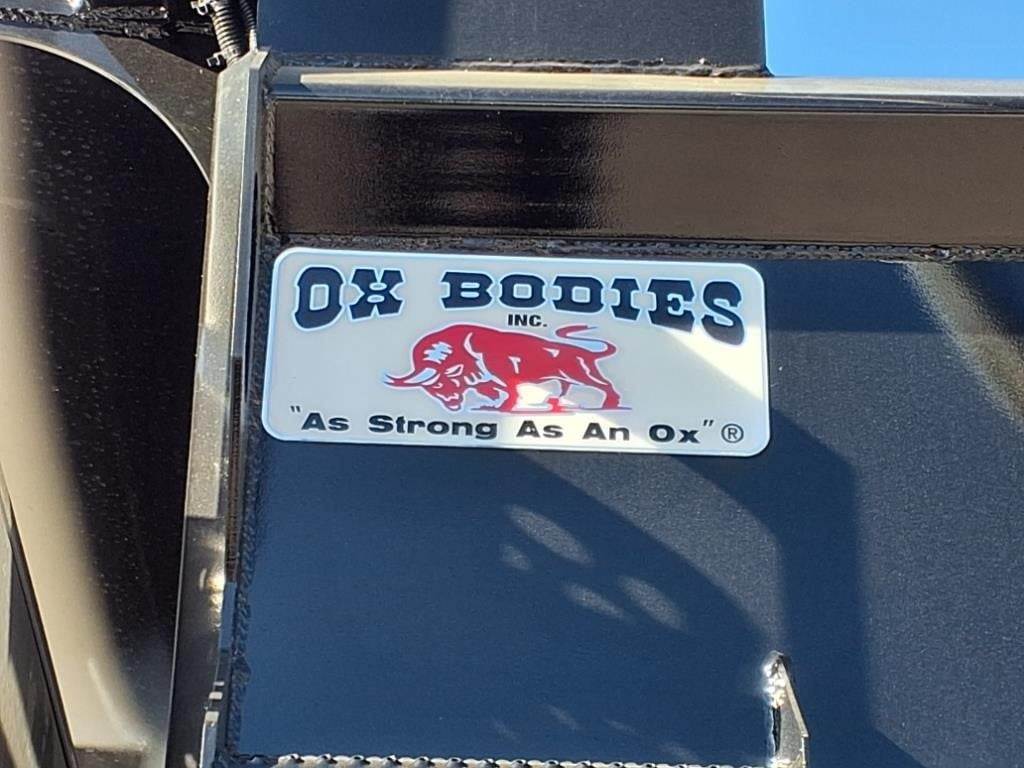 OX BODIES
INC.
"As Strong As An Ox" ®